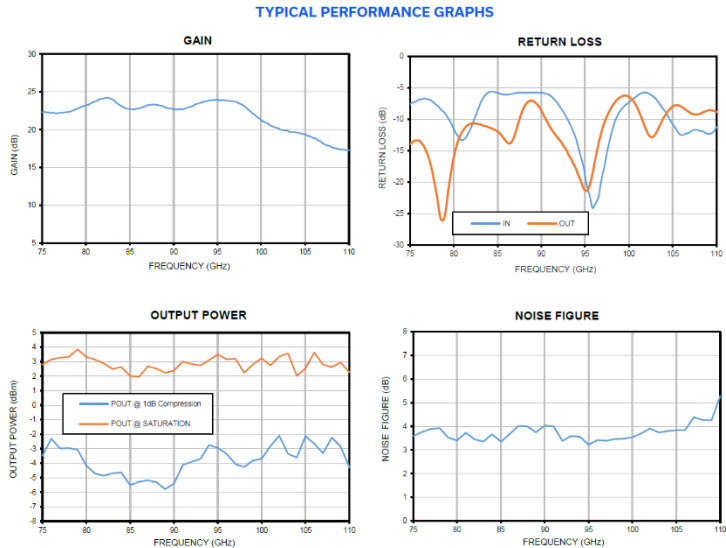 TYPICAL PERFORMANCE GRAPHS
GAIN
GAIN (dB)
30
25
20
15
10
5
75 80 85 90 95 100 105 110
FREQUENCY (GHz)
RETURN LOSS
RETURN LOSS (dB)
0
-5
-10
-15
-20
-25
-30
IN OUT
75 80 85 90 95 100 105 110
FREQUENCY (GHz)
OUTPUT POWER
OUTPUT POWER (dBm)
5
4
3
2
1
0
-1
-2
-3
-4
-5
-6
-7
-8
POUT @ 1dB Compression
POUT @ SATURATION
75 80 85 90 95 100 105 110
FREQUENCY (GHz)
NOISE FIGURE
NOISE FIGURE (dB)
8
7
6
5
4
3
2
1
0
75 80 85 90 95 100 105 110
FREQUENCY (GHz)